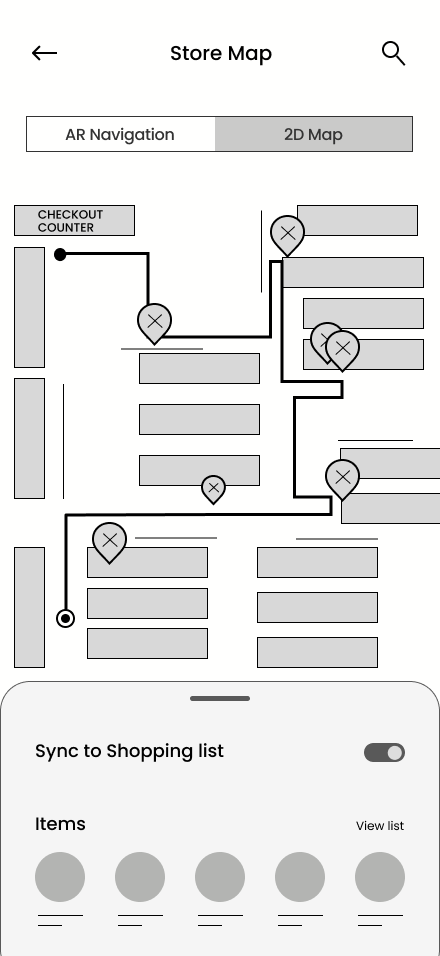 Store Map
AR Navigation
2D Map
CHECKOUT
COUNTER
Sync to Shopping list
Items
View list